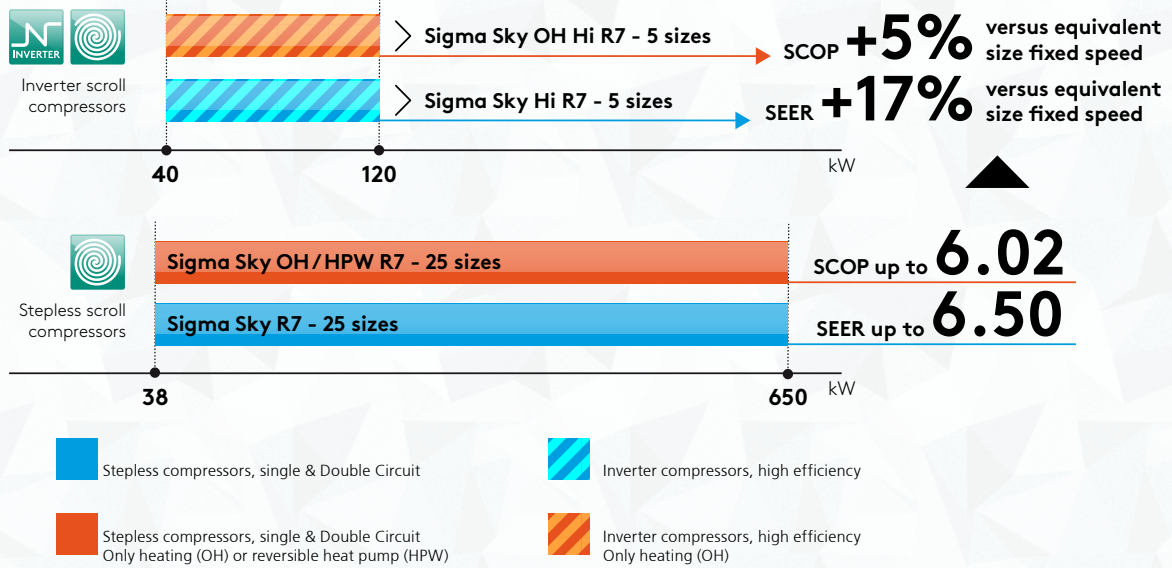 INVERTER
Inverter scroll
compressors
Sigma Sky OH Hi R7 - 5 sizes
SCOP +5% versus equivalent
size fixed speed
Sigma Sky Hi R7 - 5 sizes
SEER +17% versus equivalent
size fixed speed
40
120
kW
Stepless scroll
compressors
Sigma Sky OH/HPW R7 - 25 sizes
SCOP up to 6.02
Sigma Sky R7 - 25 sizes
SEER up to 6.50
38
650
kW
Stepless compressors, single & Double Circuit
Inverter compressors, high efficiency
Stepless compressors, single & Double Circuit
Only heating (OH) or reversible heat pump (HPW)
Inverter compressors, high efficiency
Only heating (OH)